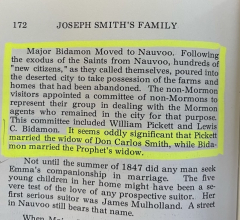 172 JOSEPH SMITH'S FAMILY
Major Bidamon Moved to Nauvoo. Following
the exodus of the Saints from Nauvoo, hundreds of
"new citizens," as they called themselves, poured into
the deserted city to take possession of the farms and
homes that had been abandoned. The non-Mormon
visitors appointed a committee of non-Mormons to
represent their group in dealing with the Mormon
agents who remained in the city for that purpose.
This committee included William Pickett and Lewis
C. Bidamon. It seems oddly significant that Pickett
married the widow of Don Carlos Smith, while Bida-
mon married the Prophet's widow.
Not until the summer of 1847 did any man seek
Emma's companionship in marriage. The five
young children in her home might have been a se-
vere test of the love of any prospective suitor. Her
first serious suitor was James Mulholland. A street
in Nauvoo still bears that name.